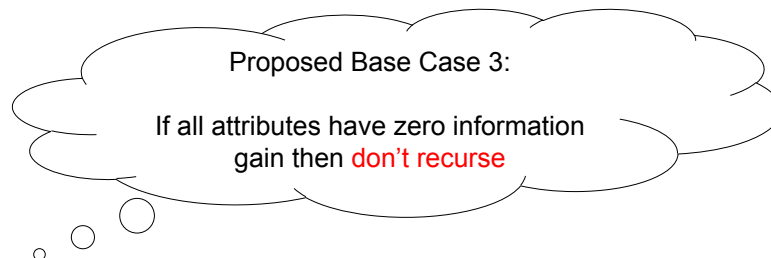 Proposed Base Case 3:
If all attributes have zero information
gain then don't recurse